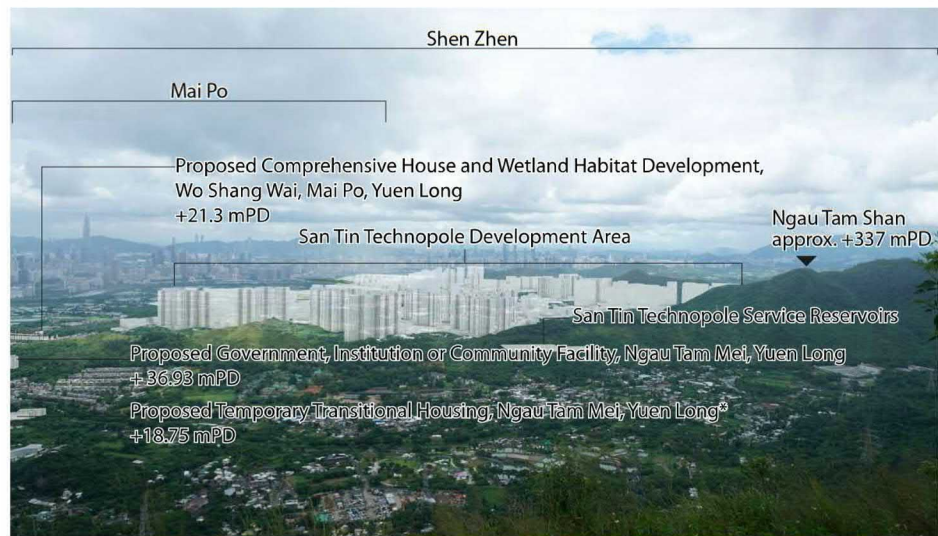 Shen Zhen
Mai Po
Proposed Comprehensive House and Wetland Habitat Development,
Wo Shang Wai, Mai Po, Yuen Long
+21.3 mPD
Ngau Tam Shan
approx. +337 mPD
San Tin Technopole Development Area
San Tin Technopole Service Reservoirs
Proposed Government, Institution or Community Facility, Ngau Tam Mei, Yuen Long
+ 36.93 mPD
Proposed Temporary Transitional Housing, Ngau Tam Mei, Yuen Long*
+18.75 mPD